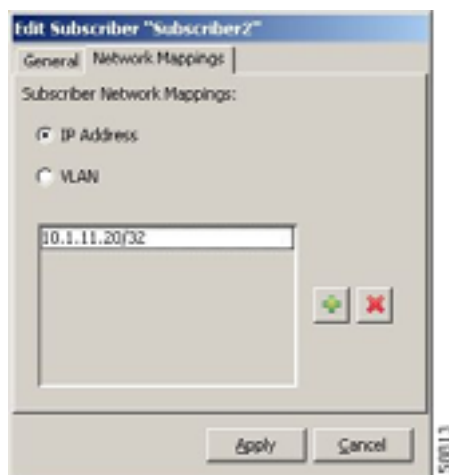 Edit Subscriber "Subscriber2"
General Network Mappings
Subscriber Network Mappings:
IP Address
VLAN
10.1.11.20/32
Apply Cancel